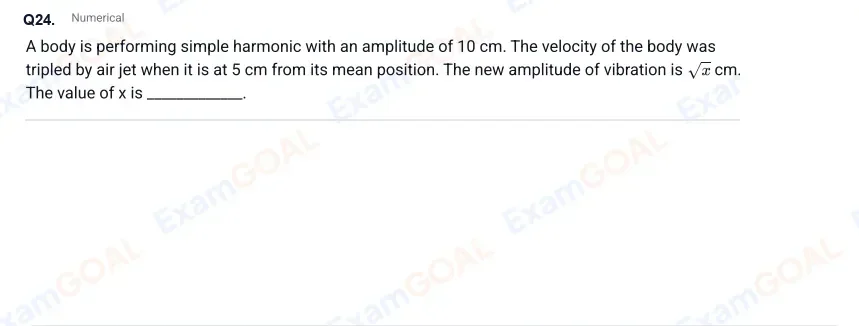 Q24. Numerical
A body is performing simple harmonic with an amplitude of 10 cm. The velocity of the body was
tripled by air jet when it is at 5 cm from its mean position. The new amplitude of vibration is √x cm.
The value of x is ____________.
ExamGOAL
ExamGOAL
ExamGOAL
ExamGOAL
ExamGOAL